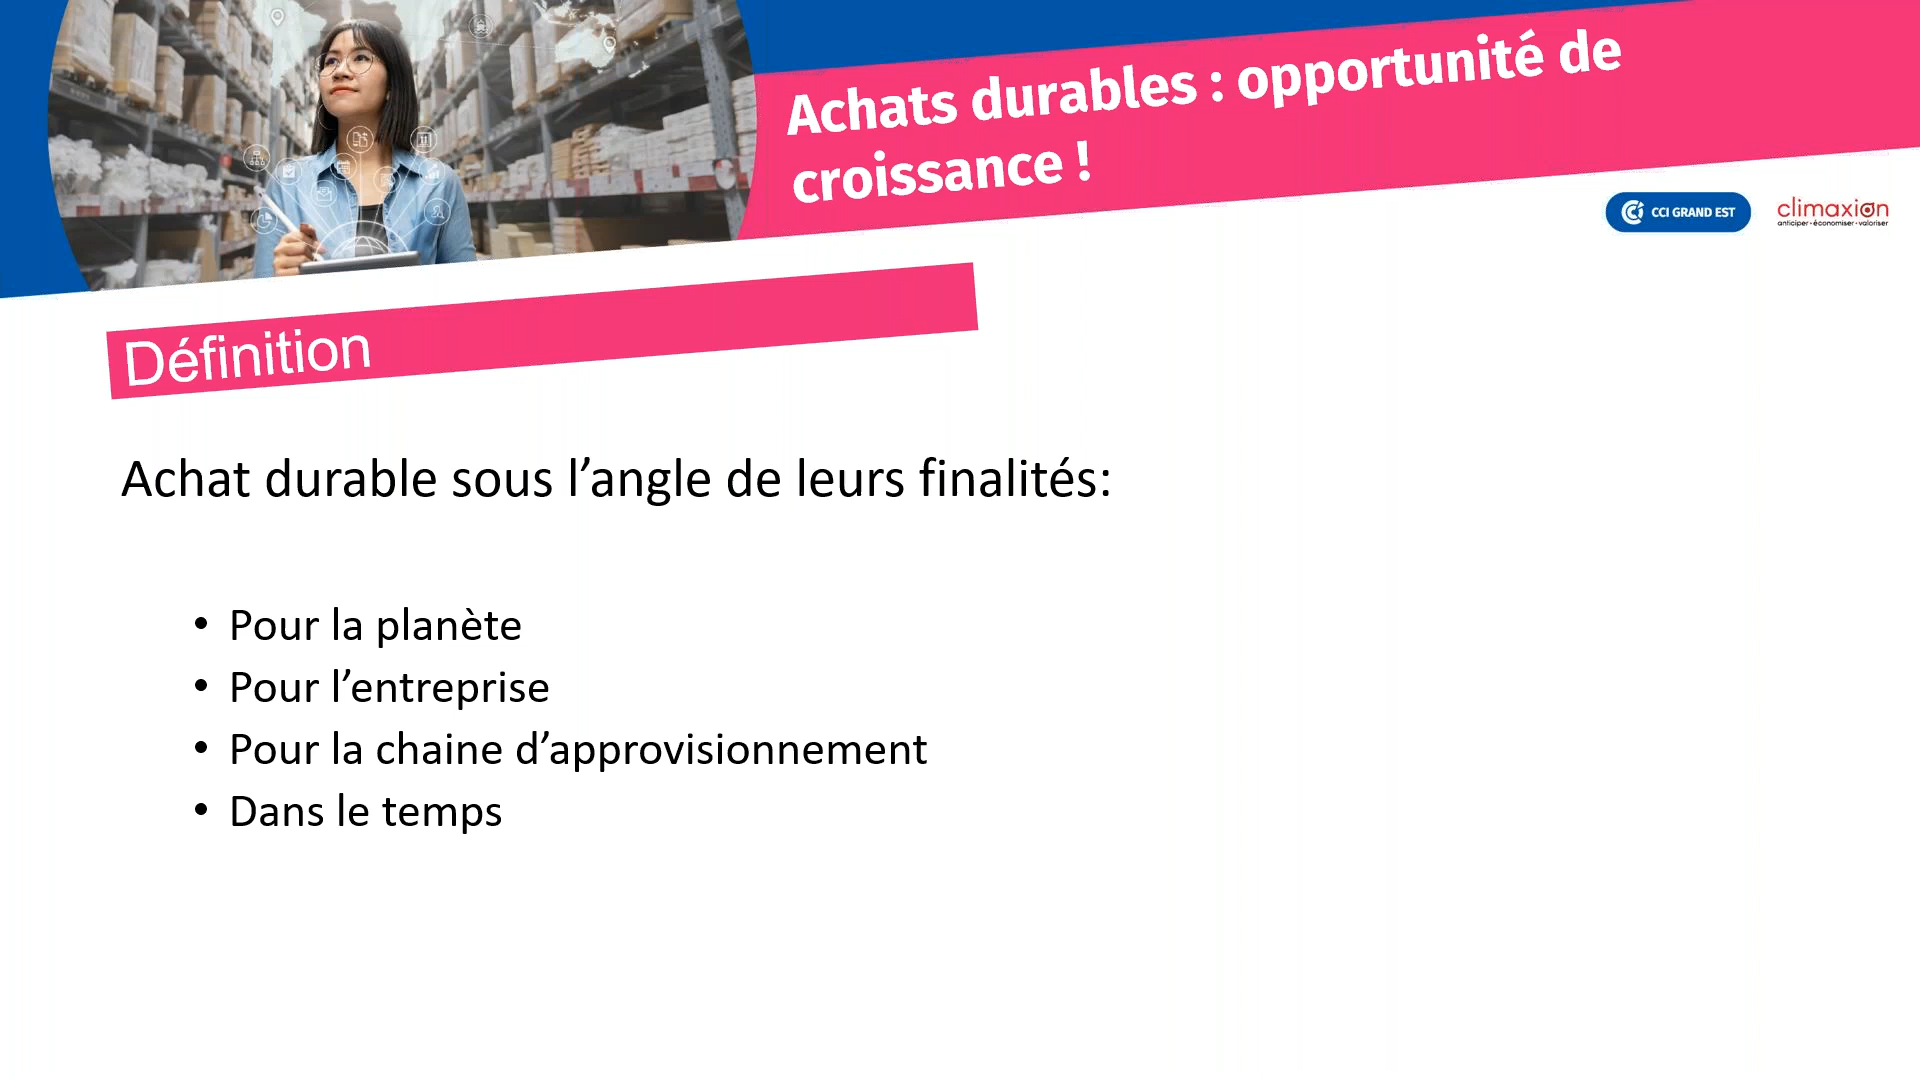 Achats durables : opportunité de
croissance !
CCI GRAND EST
climaxion
anticiper • économiser • valoriser
Définition
Achat durable sous l’angle de leurs finalités:
• Pour la planète
• Pour l’entreprise
• Pour la chaine d’approvisionnement
• Dans le temps